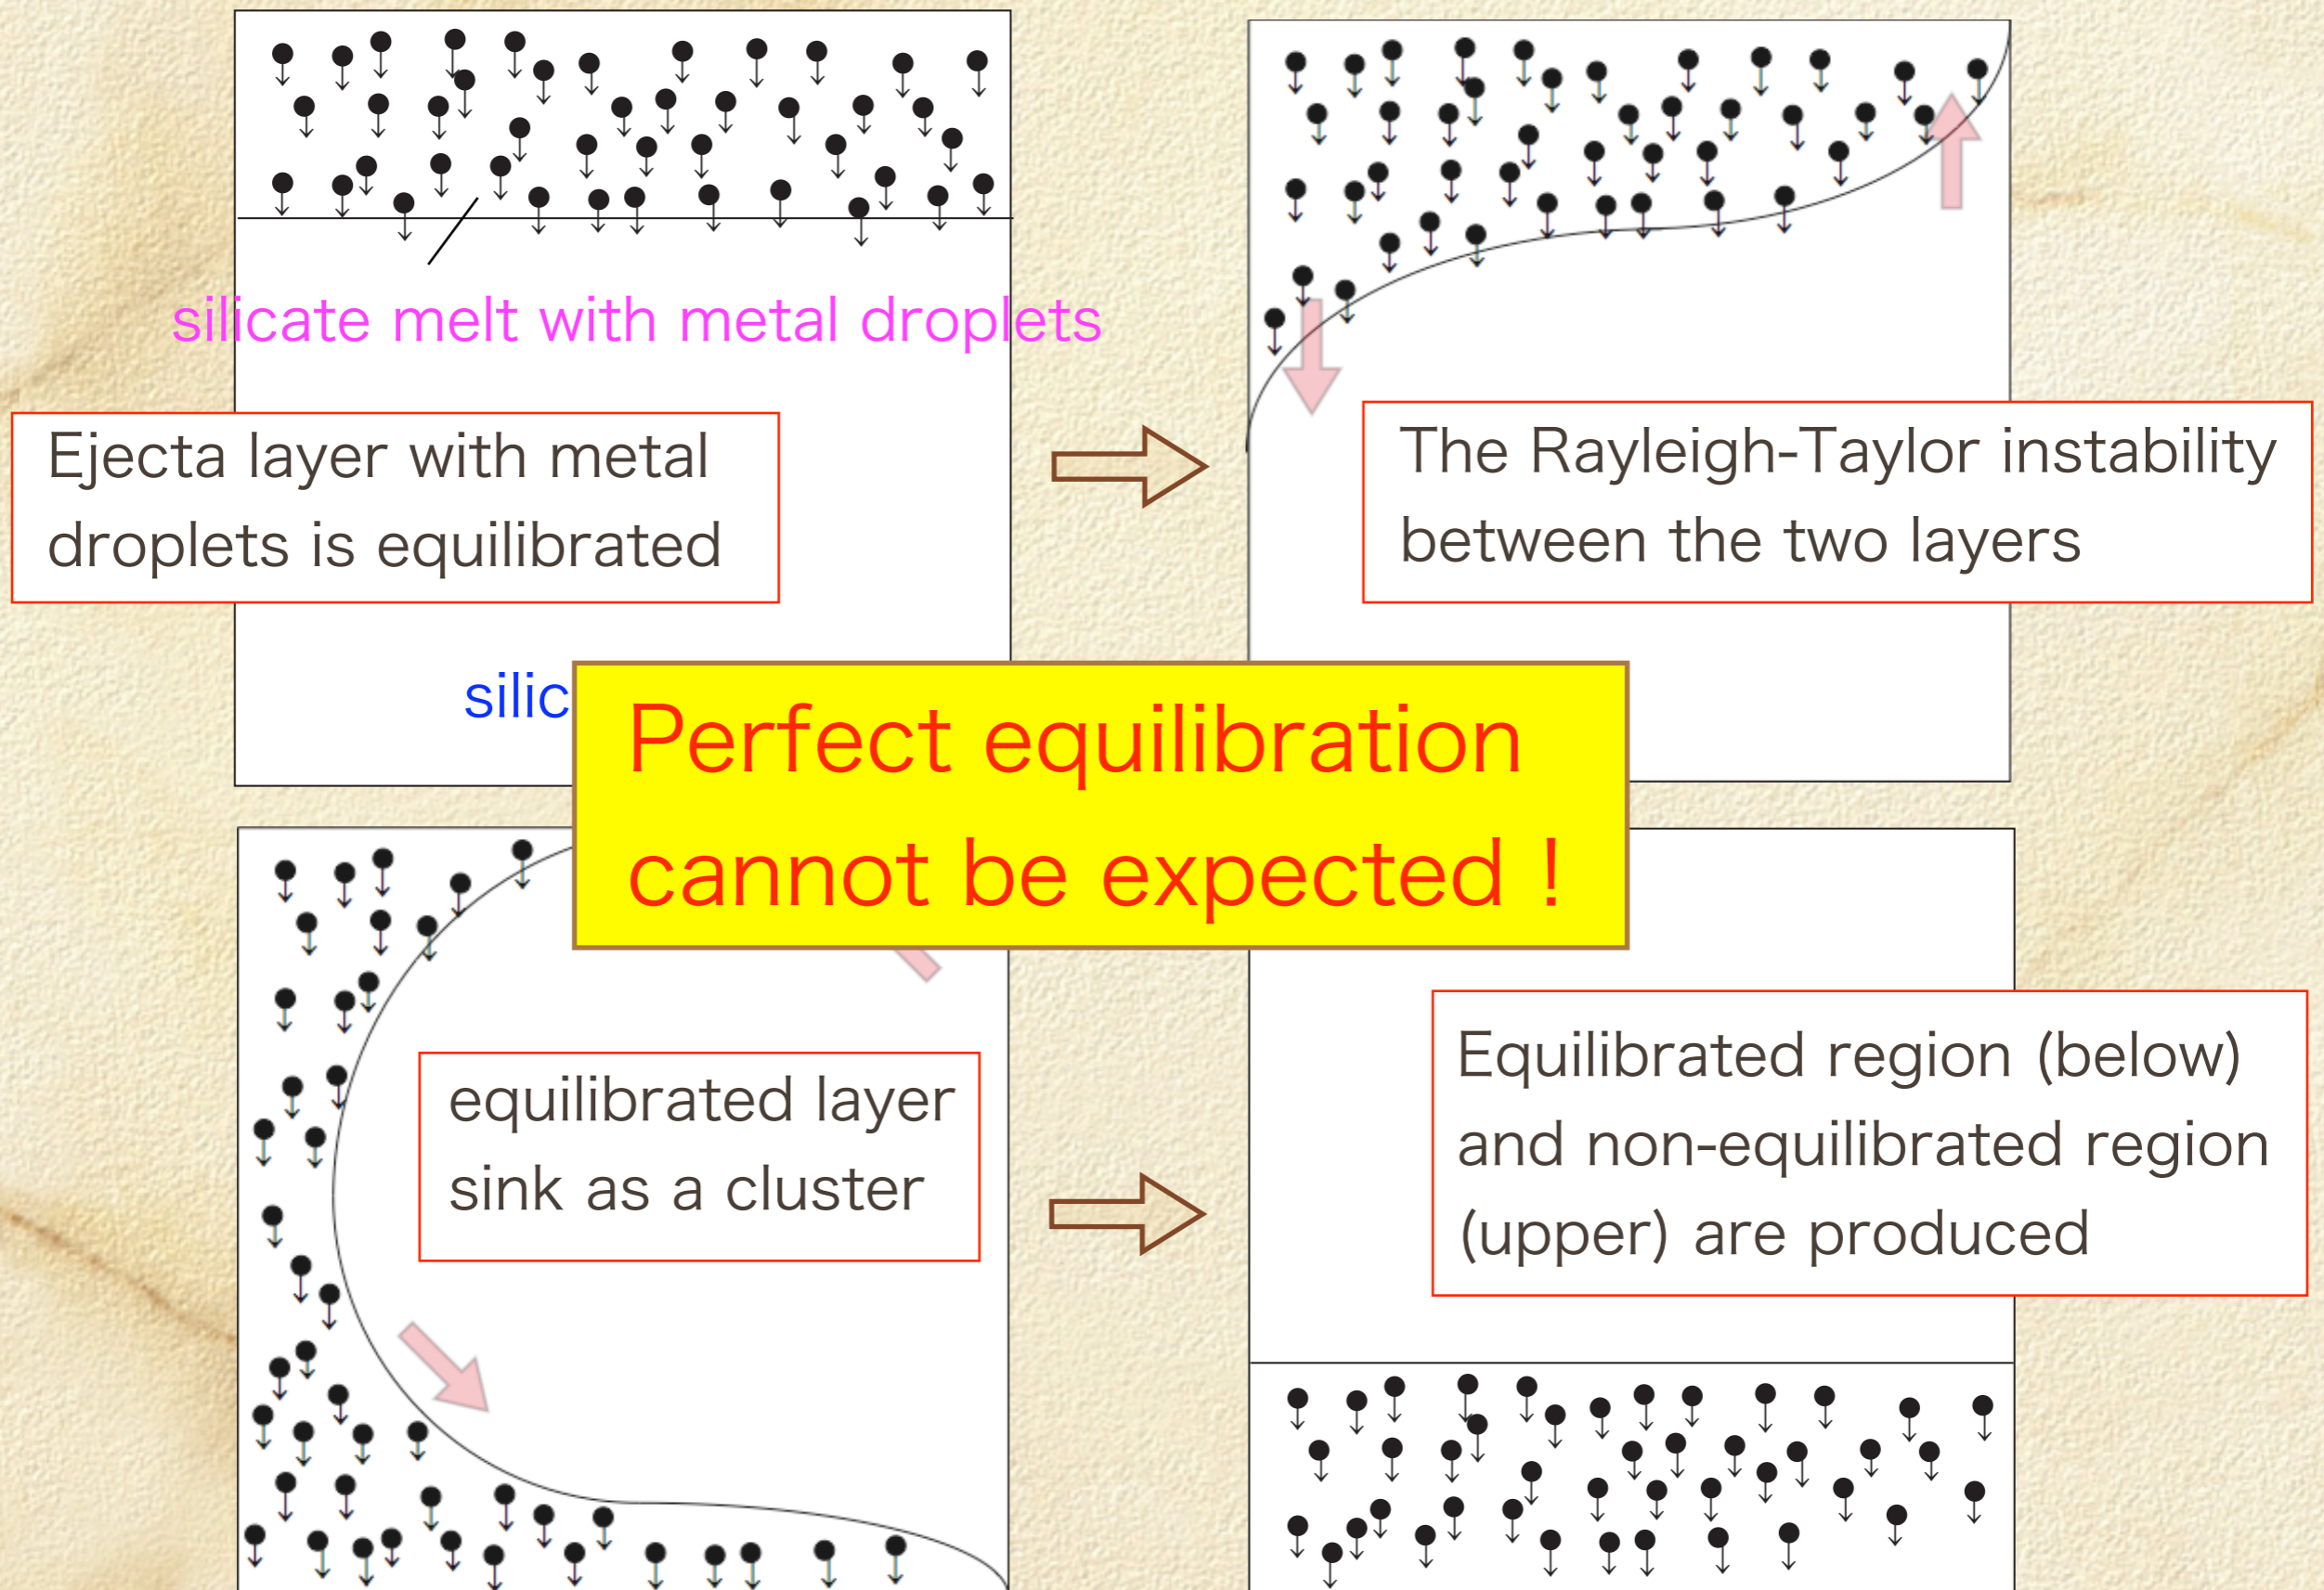 silicate melt with metal droplets
Ejecta layer with metal
droplets is equilibrated
The Rayleigh-Taylor instability
between the two layers
Perfect equilibration
cannot be expected !
equilibrated layer
sink as a cluster
Equilibrated region (below)
and non-equilibrated region
(upper) are produced